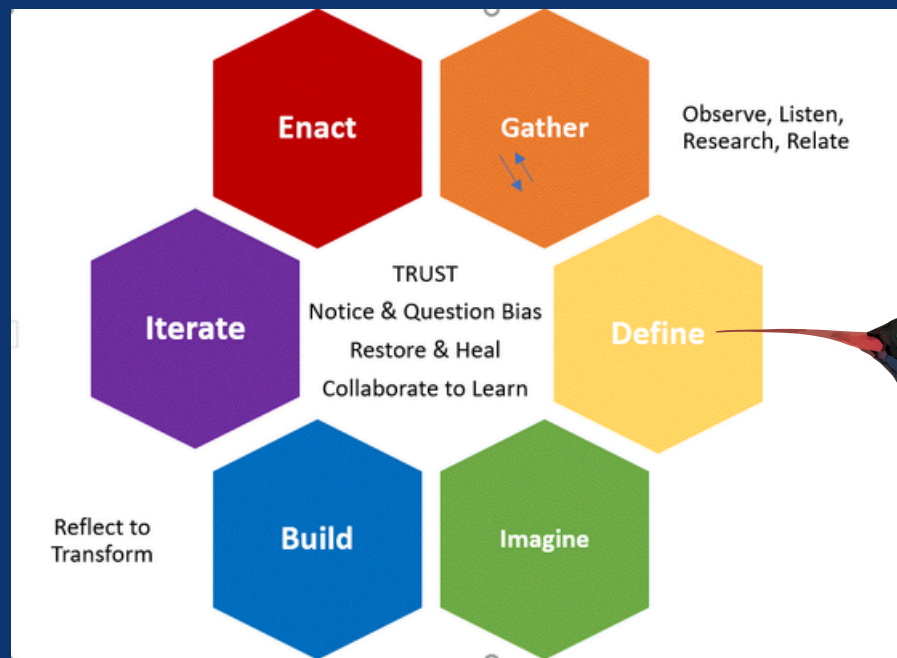 Enact
Gather
Observe, Listen,
Research, Relate
TRUST
Notice & Question Bias
Restore & Heal
Collaborate to Learn
Iterate
Define
Reflect to
Transform
Build
Imagine